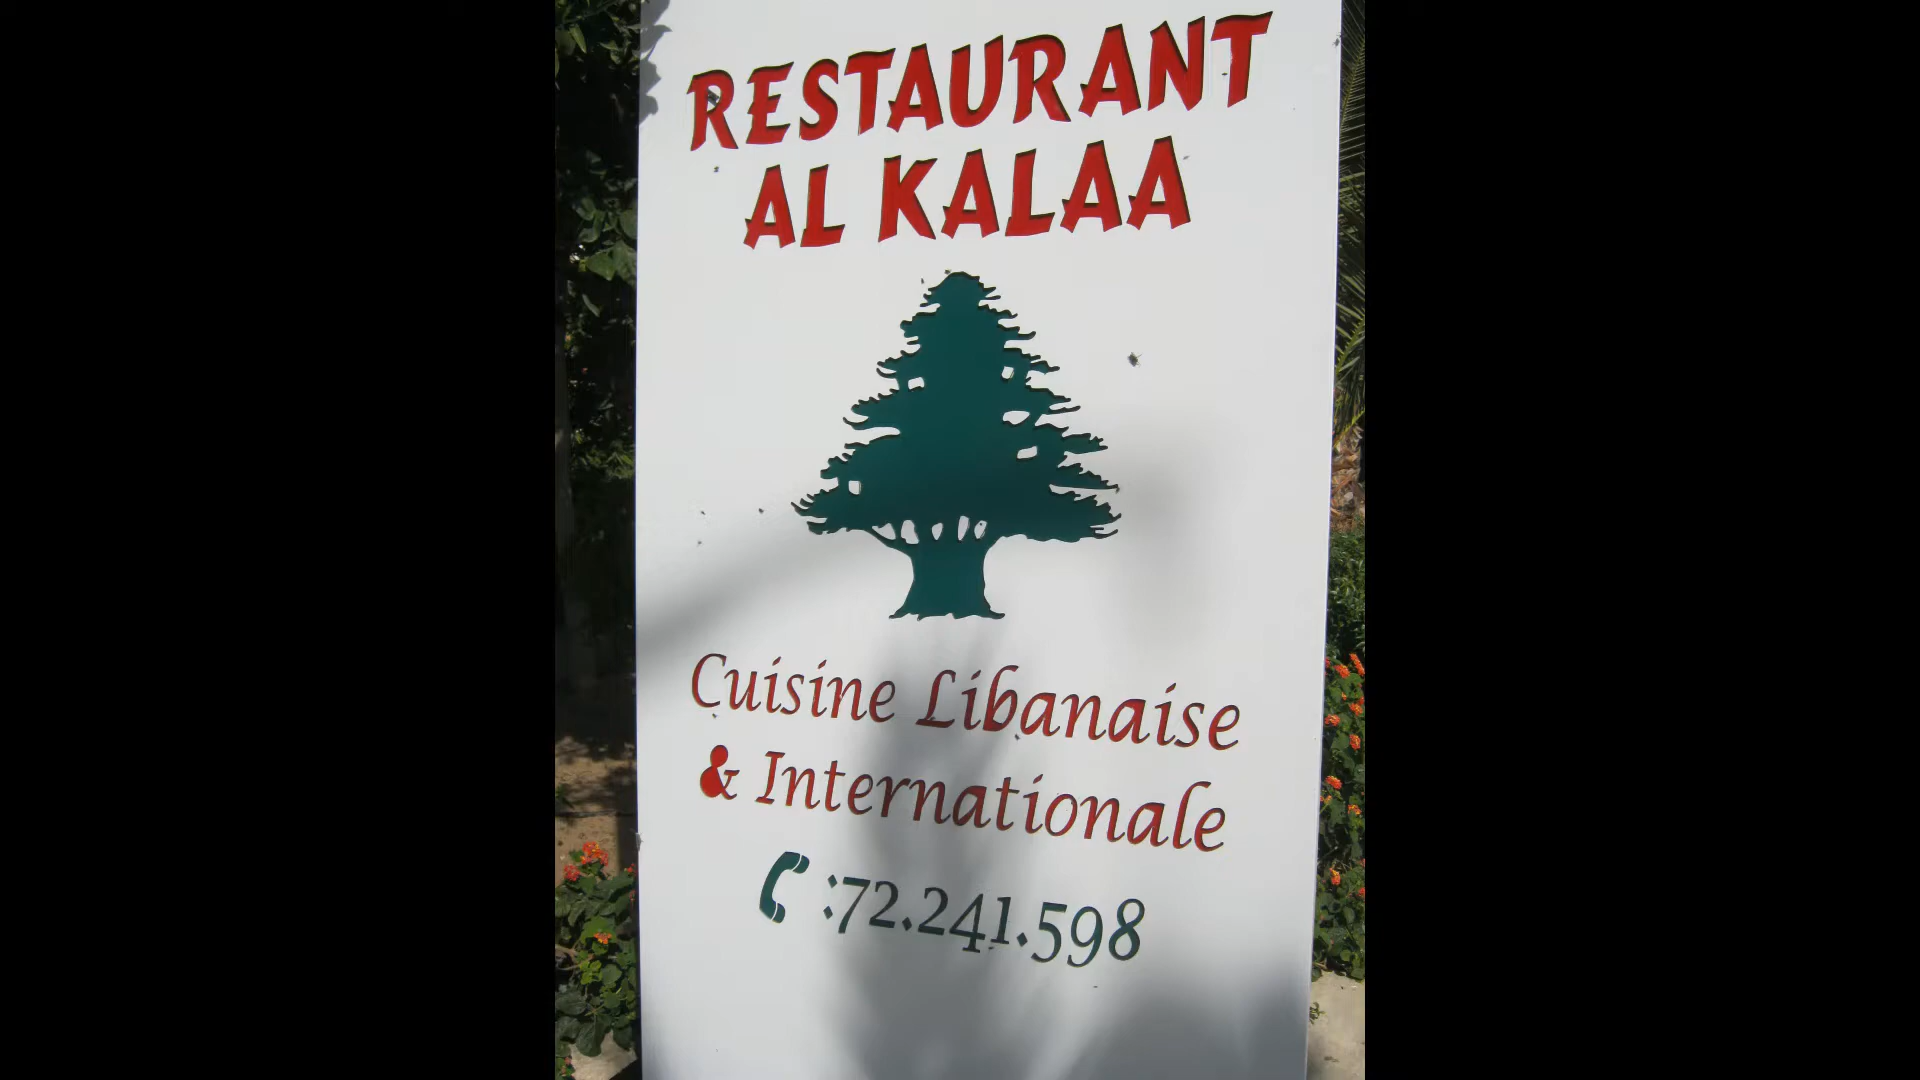 RESTAURANT
AL KALAA
Cuisine Libanaise
& Internationale
:72.241.598